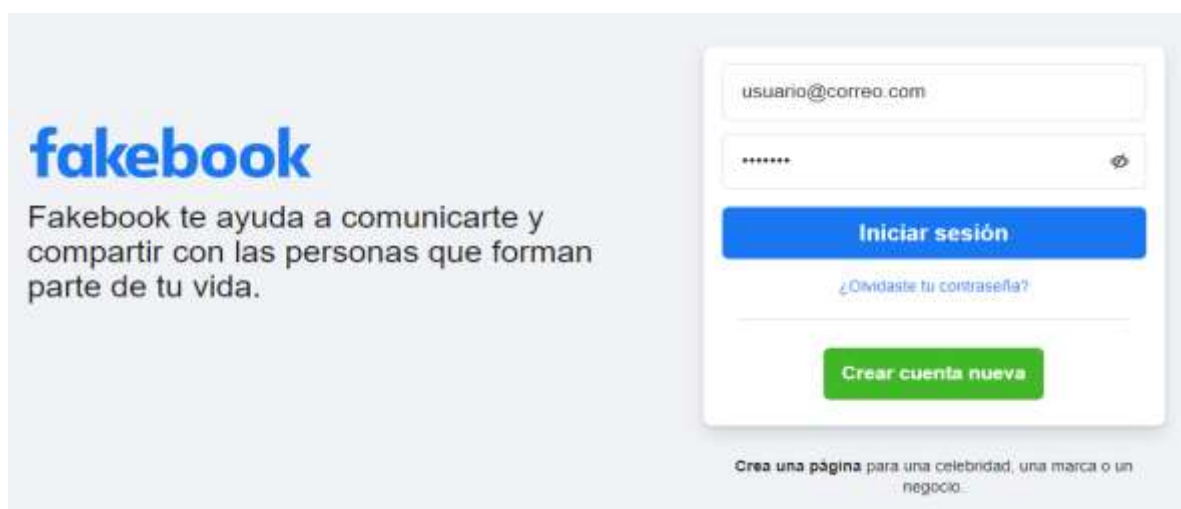 fakebook
Fakebook te ayuda a comunicarte y
compartir con las personas que forman
parte de tu vida.
usuario@correo.com
•••••••
Iniciar sesión
¿Olvidaste tu contraseña?
Crear cuenta nueva
Crea una página para una celebridad, una marca o un
negocio.